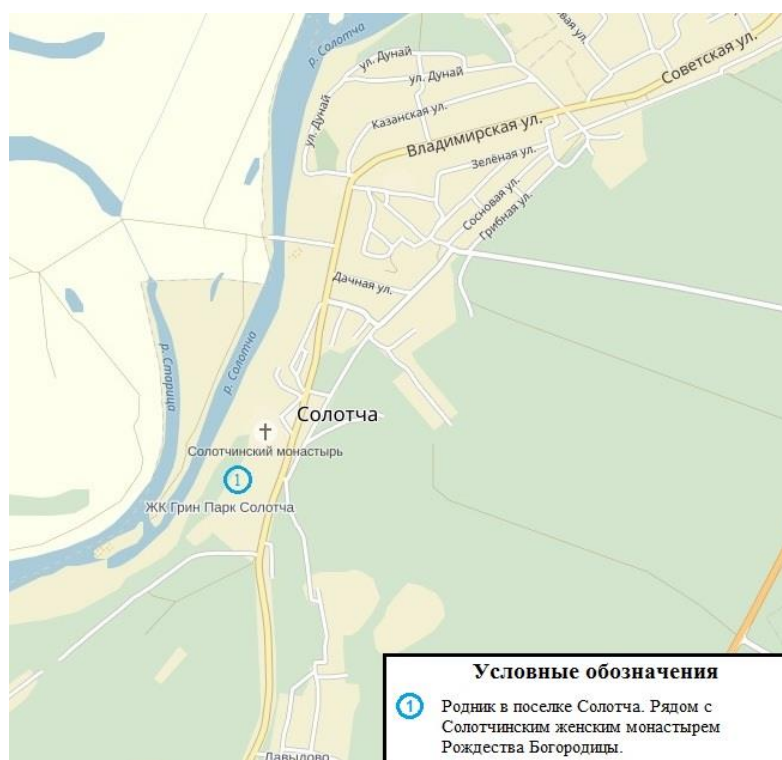 р. Солотча
ул. Дунай
ул. Дунай
ул. Дунай
Казанская ул.
Владимирская ул.
Советская ул.
Зелёная ул.
Сосновая ул.
Грибная ул.
Дачная ул.
р. Старица
р. Солотча
Солотча
Солотчинский монастырь
1
ЖК Грин Парк Солотча
Давыдово
Условные обозначения
1 Родник в поселке Солотча. Рядом с
Солотчинским женским монастырем
Рождества Богородицы.